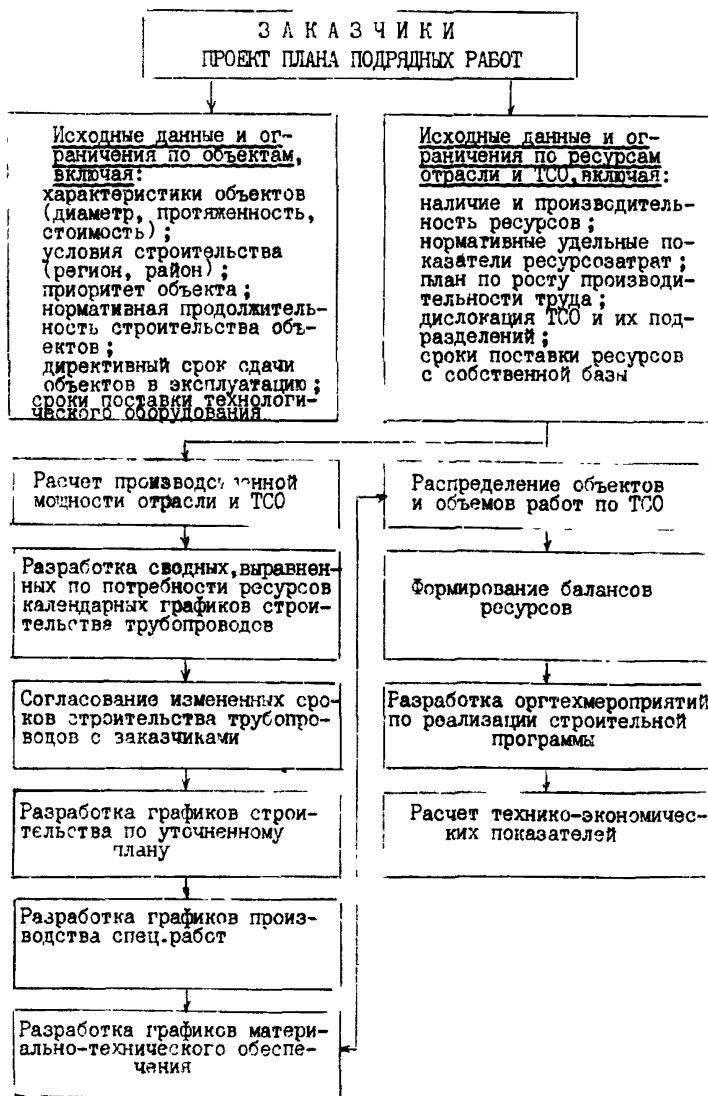 ЗАКАЗЧИКИ
ПРОЕКТ ПЛАНА ПОДРЯДНЫХ РАБОТ
Исходные данные и ог-
раничения по объектам,
включая:
характеристики объектов
(диаметр, протяженность,
стоимость);
условия строительства
(регион, район);
приоритет объекта;
нормативная продолжитель-
ность строительства объ-
ектов;
директивный срок сдачи
объектов в эксплуатацию;
сроки поставки технологи-
ческого оборудования
Исходные данные и ог-
раничения по ресурсам
отрасли и ТСО, включая:
наличие и производитель-
ность ресурсов;
нормативные удельные по-
казатели ресурсозатрат;
план по росту производи-
тельности труда;
дислокация ТСО и их под-
разделений;
сроки поставки ресурсов
с собственной базы
Расчет производственной
мощности отрасли и ТСО
Разработка сводных, выравнен-
ных по потребности ресурсов
календарных графиков строи-
тельства трубопроводов
Согласование измененных сро-
ков строительства трубопро-
водов с заказчиками
Разработка графиков строи-
тельства по уточненному
плану
Разработка графиков произ-
водства спец.работ
Разработка графиков матери-
ально-технического обеспе-
чения
Распределение объектов
и объемов работ по ТСО
Формирование балансов
ресурсов
Разработка оргтехмероприятий
по реализации строительной
программы
Расчет технико-экономичес-
ких показателей